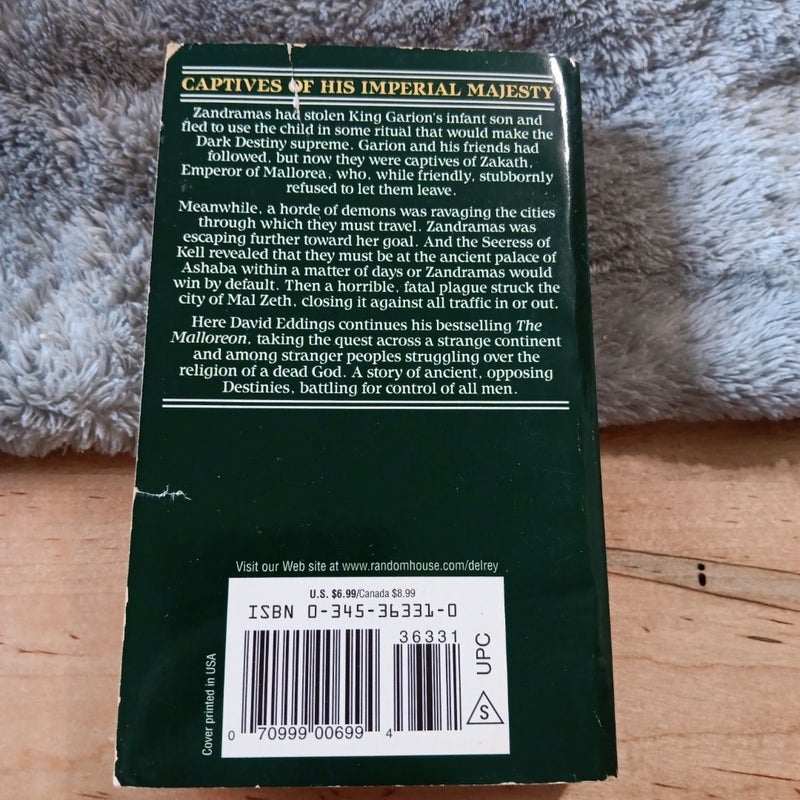 CAPTIVES OF HIS IMPERIAL MAJESTY
Zandramas had stolen King Garion's infant son and
fled to use the child in some ritual that would make the
Dark Destiny supreme. Garion and his friends had
followed, but now they were captives of Zakath,
Emperor of Mallorea, who, while friendly, stubbornly
refused to let them leave.
Meanwhile, a horde of demons was ravaging the cities
through which they must travel. Zandramas was
escaping further toward her goal. And the Seeress of
Kell revealed that they must be at the ancient palace of
Ashaba within a matter of days or Zandramas would
win by default. Then a horrible, fatal plague struck the
city of Mal Zeth, closing it against all traffic in or out.
Here David Eddings continues his bestselling The
Malloreon, taking the quest across a strange continent
and among stranger peoples struggling over the
religion of a dead God. A story of ancient, opposing
Destinies, battling for control of all men.
Visit our Web site at www.randomhouse.com/delrey
U.S. $6.99/Canada $8.99
ISBN 0-345-36331-0
36331
0 70999 00699 4
UPC
S
Cover printed in USA